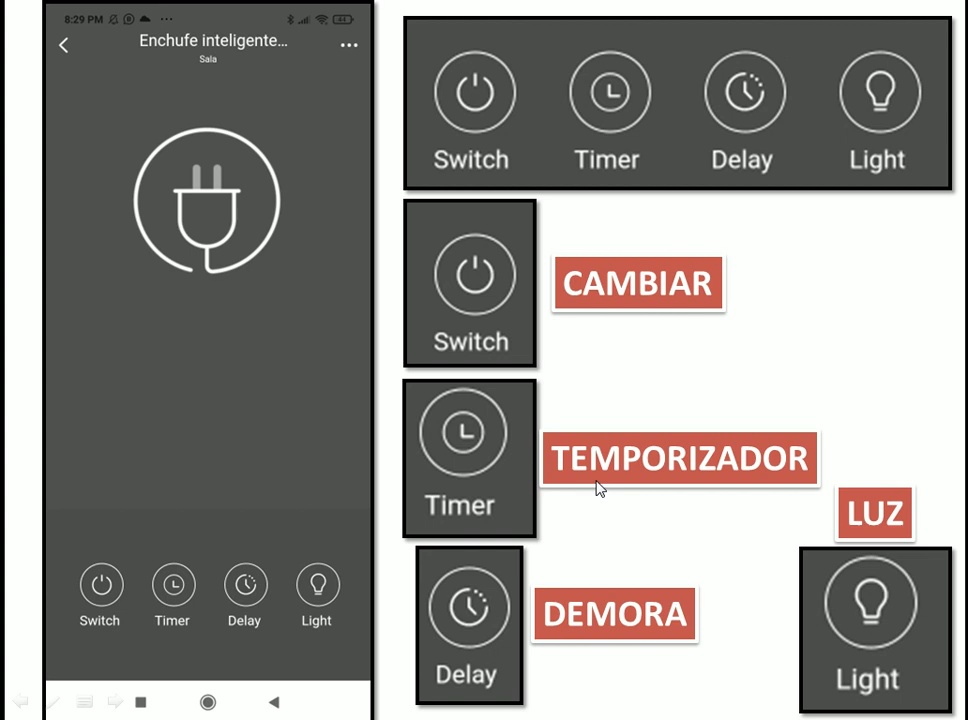 8:29 PM
Enchufe inteligente...
Sala
Switch Timer Delay Light
Switch Timer Delay Light
Switch
CAMBIAR
Timer
TEMPORIZADOR
LUZ
Delay
DEMORA
Light